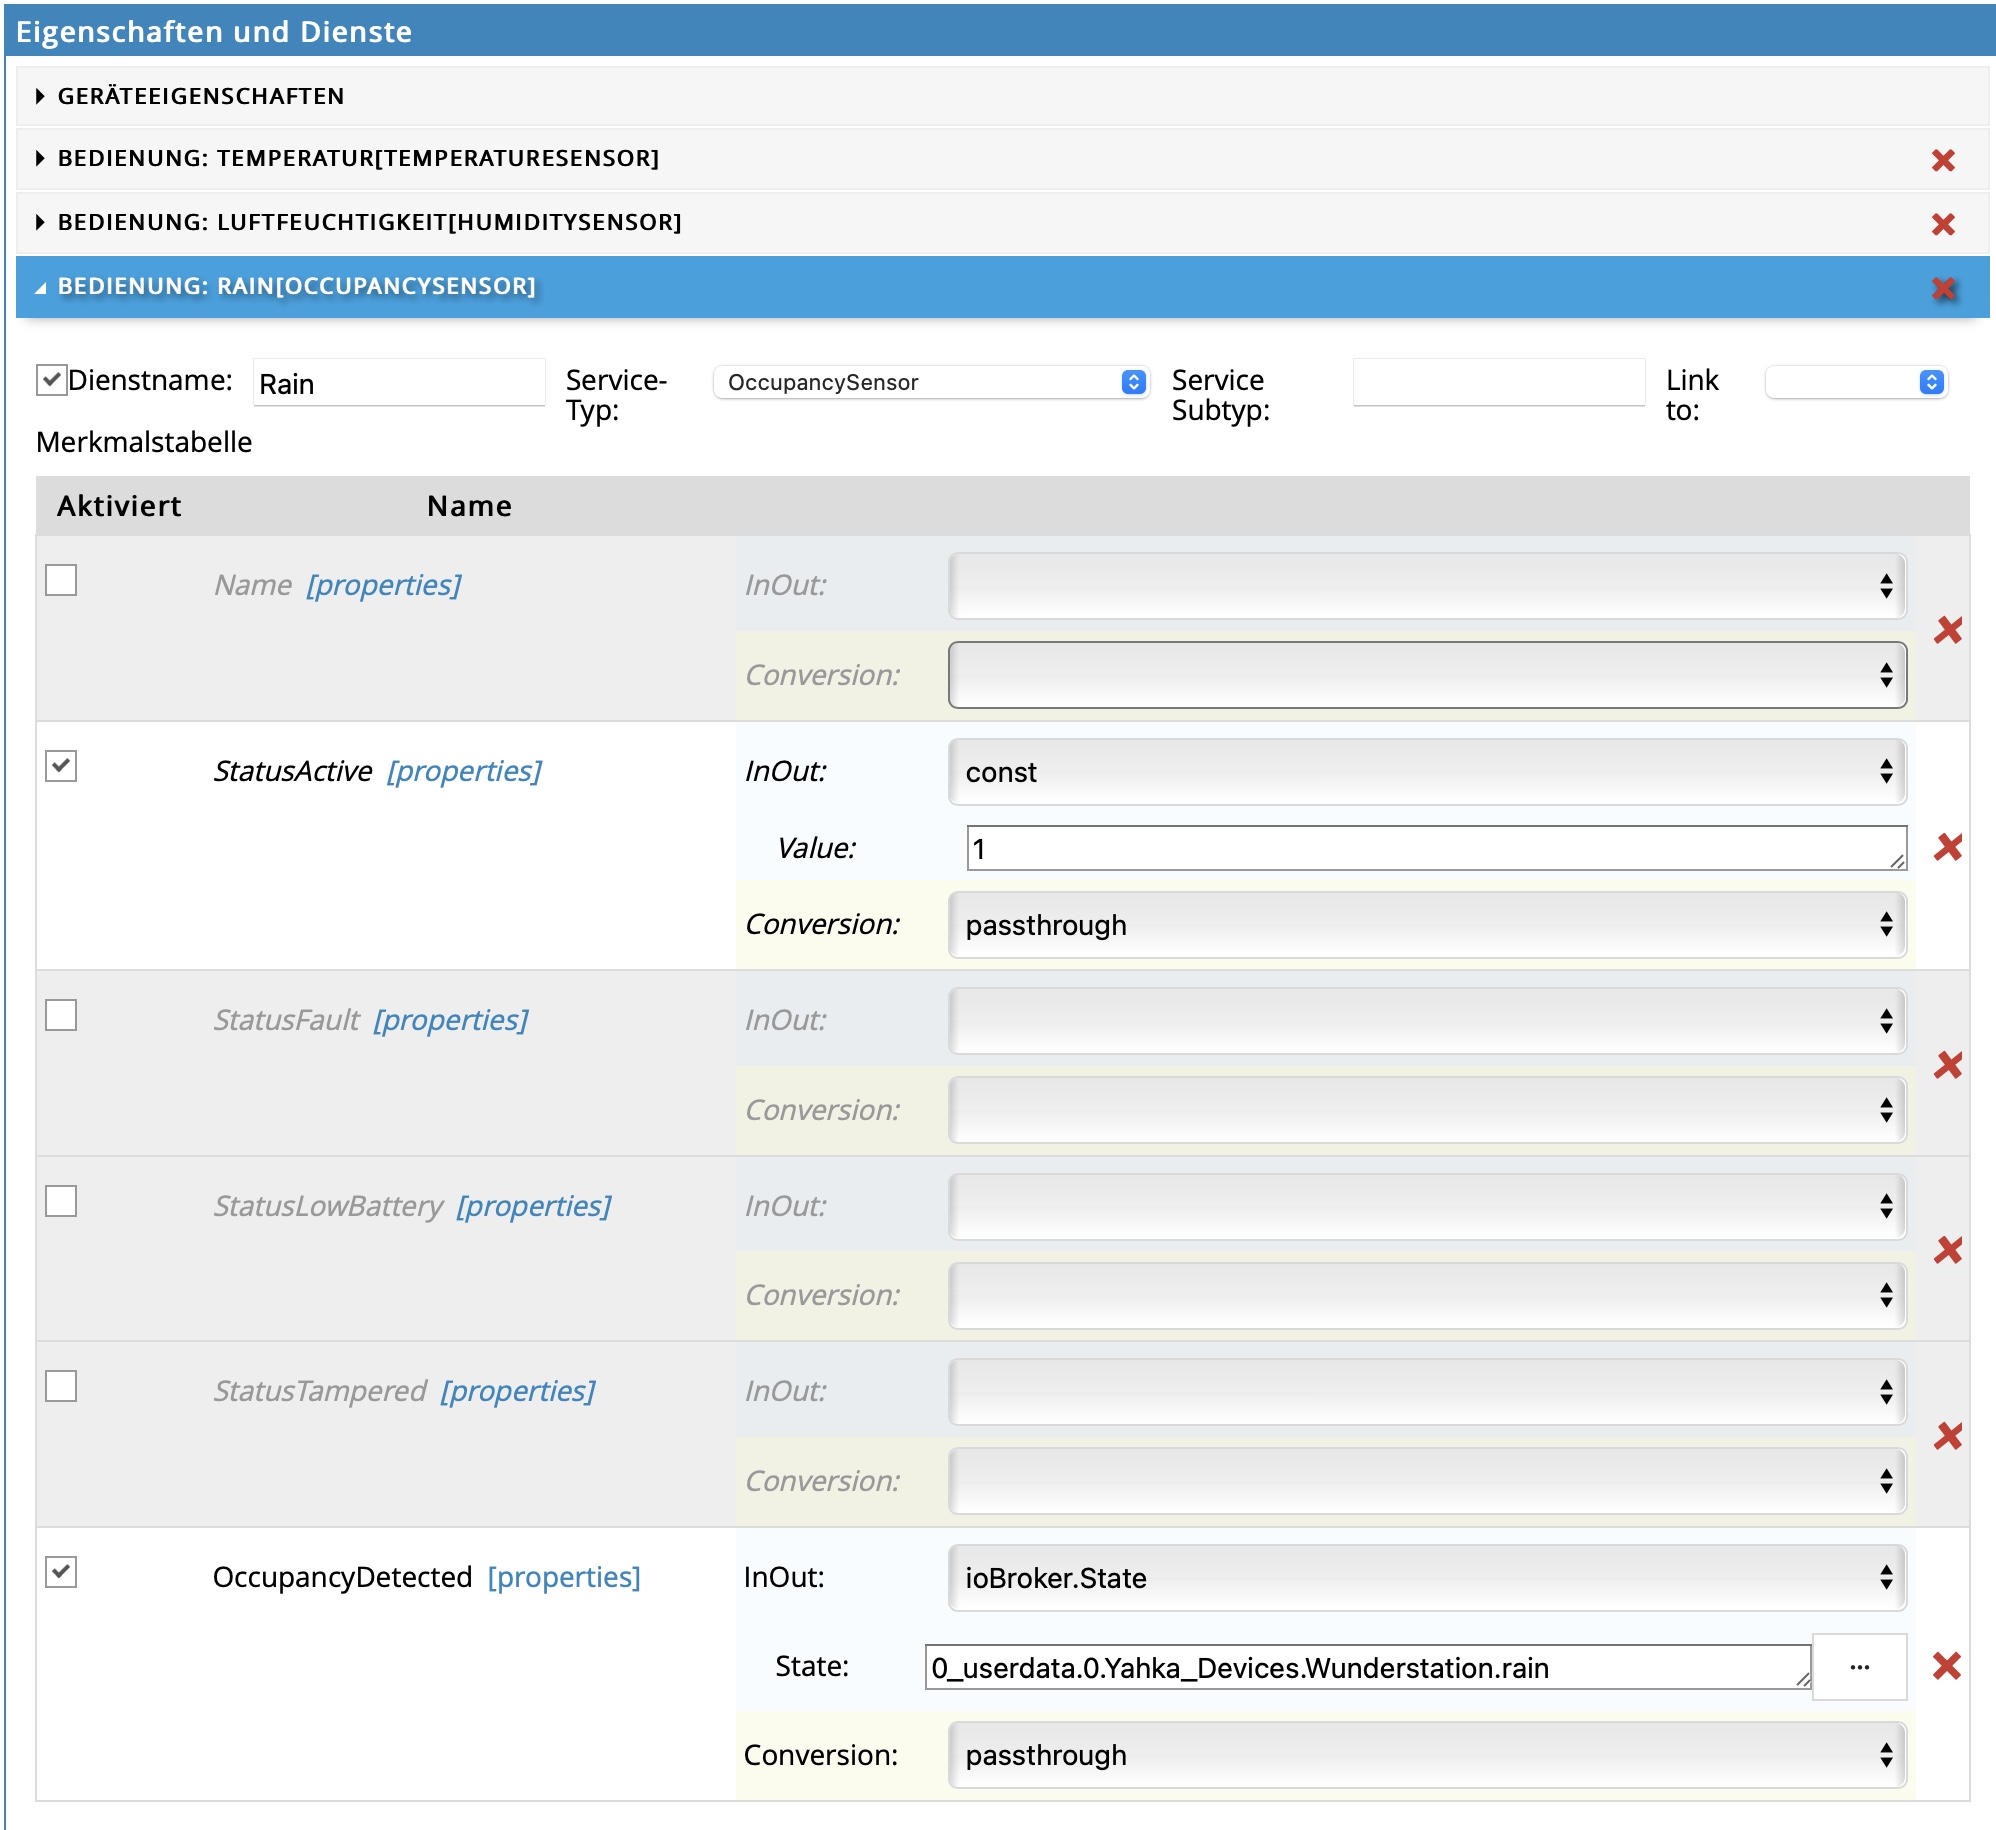 Eigenschaften und Dienste
GERÄTEEIGENSCHAFTEN
BEDIENUNG: TEMPERATUR[TEMPERATURESENSOR]
BEDIENUNG: LUFTFEUCHTIGKEIT[HUMIDITYSENSOR]
BEDIENUNG: RAIN[OCCUPANCYSENSOR]
Dienstname: Rain Service-Typ: OccupancySensor Service Subtyp: Link to:
Merkmalstabelle
Aktiviert Name
Name [properties] InOut:
Conversion:
StatusActive [properties] InOut: const
Value: 1
Conversion: passthrough
StatusFault [properties] InOut:
Conversion:
StatusLowBattery [properties] InOut:
Conversion:
StatusTampered [properties] InOut:
Conversion:
OccupancyDetected [properties] InOut: ioBroker.State
State: 0_userdata.0.Yahka_Devices.Wunderstation.rain ...
Conversion: passthrough